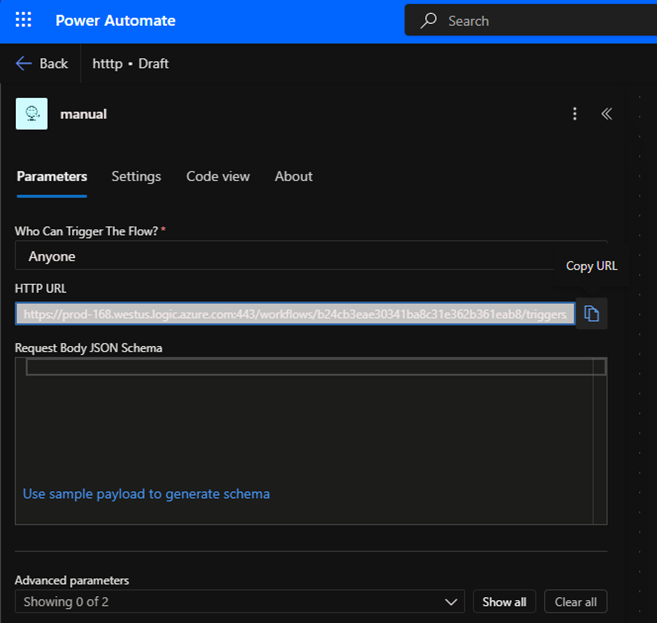 Power Automate
Search
Back
htttp • Draft
manual
Parameters
Settings
Code view
About
Who Can Trigger The Flow? *
Anyone
Copy URL
HTTP URL
https://prod-168.westus.logic.azure.com:443/workflows/b24cb3eae30341ba8c31e362b361eab8/triggers
Request Body JSON Schema
Use sample payload to generate schema
Advanced parameters
Showing 0 of 2
Show all
Clear all